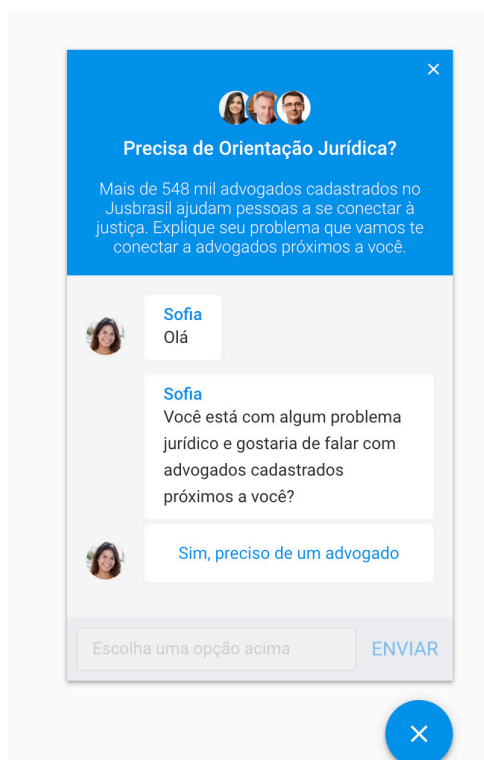 Precisa de Orientação Jurídica?
Mais de 548 mil advogados cadastrados no
Jusbrasil ajudam pessoas a se conectar à
justiça. Explique seu problema que vamos te
conectar a advogados próximos a você.
Sofia
Olá
Sofia
Você está com algum problema
jurídico e gostaria de falar com
advogados cadastrados
próximos a você?
Sim, preciso de um advogado
Escolha uma opção acima
ENVIAR